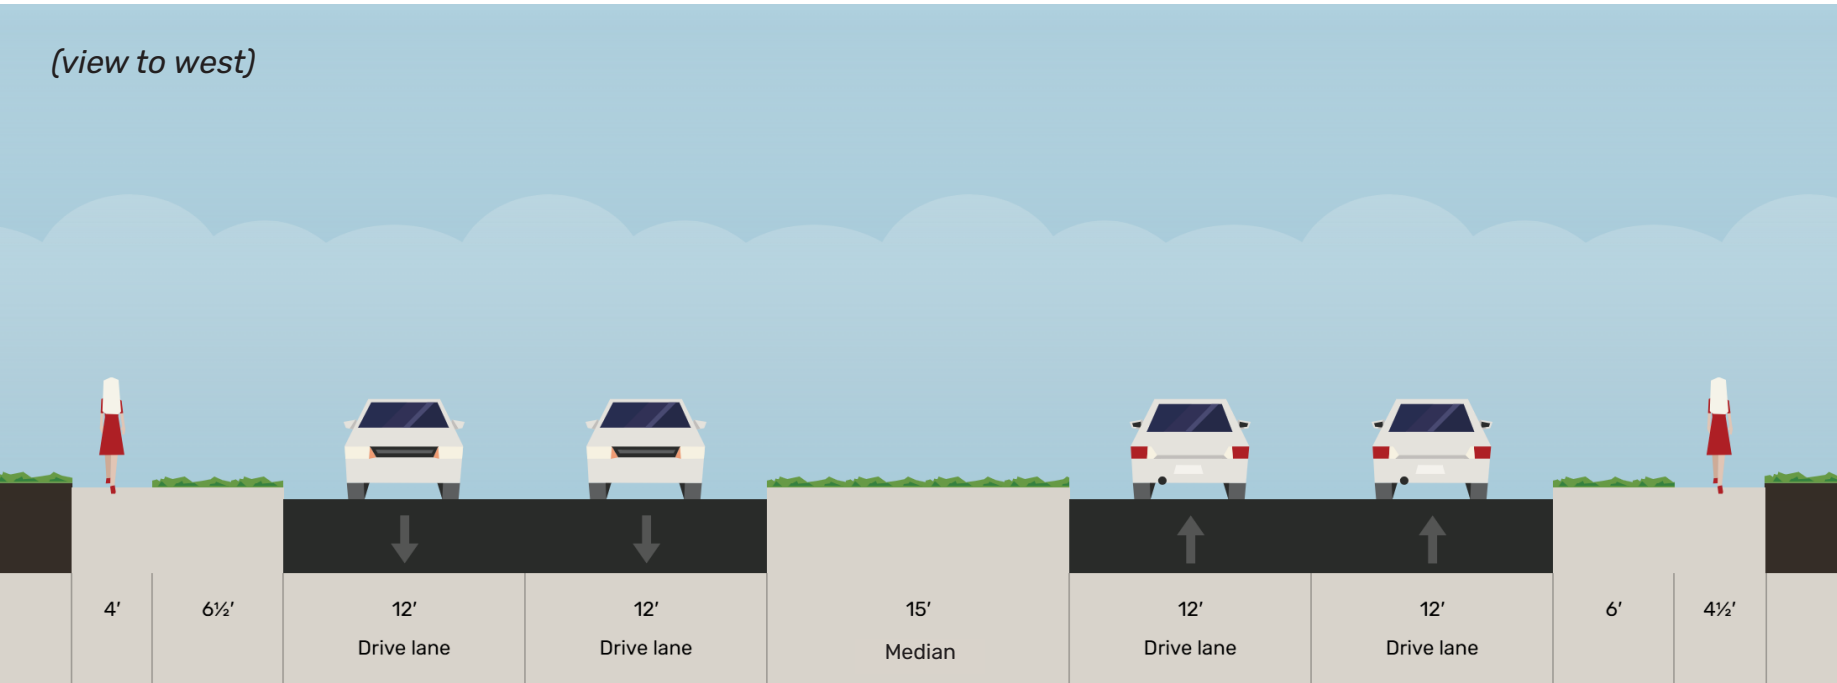 (view to west)
4′ 6½′ 12′ 12′ 15′ 12′ 12′ 6′ 4½′
Drive lane Drive lane Median Drive lane Drive lane